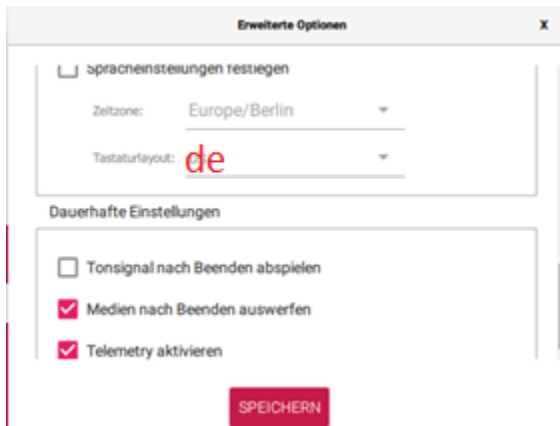 Erweiterte Optionen X
Spracheinstellungen festlegen
Zeitzone: Europe/Berlin
Tastaturlayout: de
Dauerhafte Einstellungen
Tonsignal nach Beenden abspielen
Medien nach Beenden auswerfen
Telemetry aktivieren
SPEICHERN